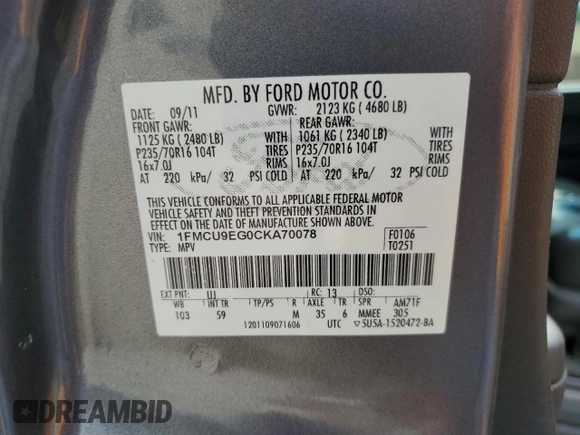 MFD. BY FORD MOTOR CO.
DATE: 09/11 GVWR: 2123 KG ( 4680 LB)
FRONT GAWR: REAR GAWR:
1125 KG ( 2480 LB) WITH 1061 KG ( 2340 LB) WITH
P235/70R16 104T TIRES P235/70R16 104T TIRES
16x7.0J RIMS 16x7.0J RIMS
AT 220 kPa/ 32 PSI COLD AT 220 kPa/ 32 PSI COLD
THIS VEHICLE CONFORMS TO ALL APPLICABLE FEDERAL MOTOR
VEHICLE SAFETY AND THEFT PREVENTION STANDARDS IN
EFFECT ON THE DATE OF MANUFACTURE SHOWN ABOVE.
VIN: 1FMCU9EG0CKA70078 F0106
TYPE: MPV T0251
EXT PNT: UJ RC: 13 DSO:
WB INT TR TP/PS R AXLE TR SPR AM71F
103 59 M 35 6 MMEE 305
1201109071606 UTC ▽5U5A-1520472-BA
DREAMBID